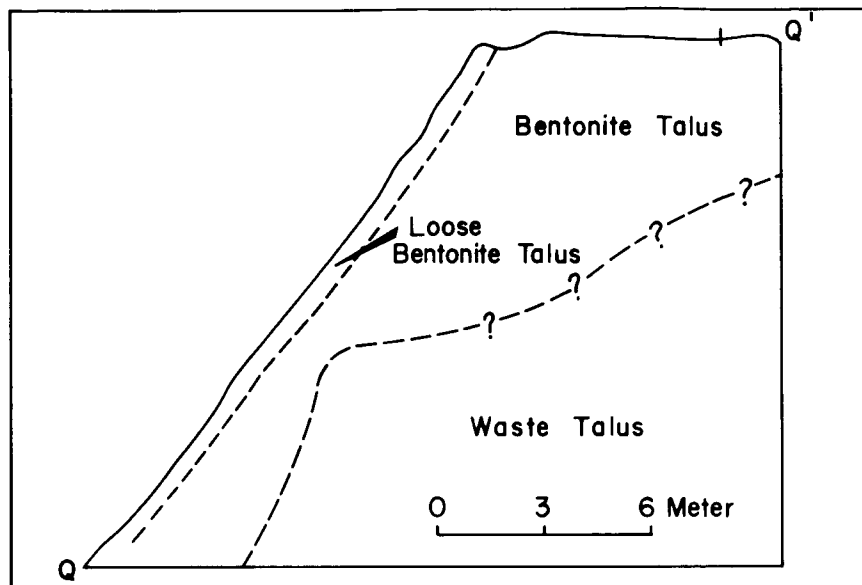 Q'
Bentonite Talus
?
?
Loose
Bentonite Talus
?
?
Waste Talus
0 3 6 Meter
Q